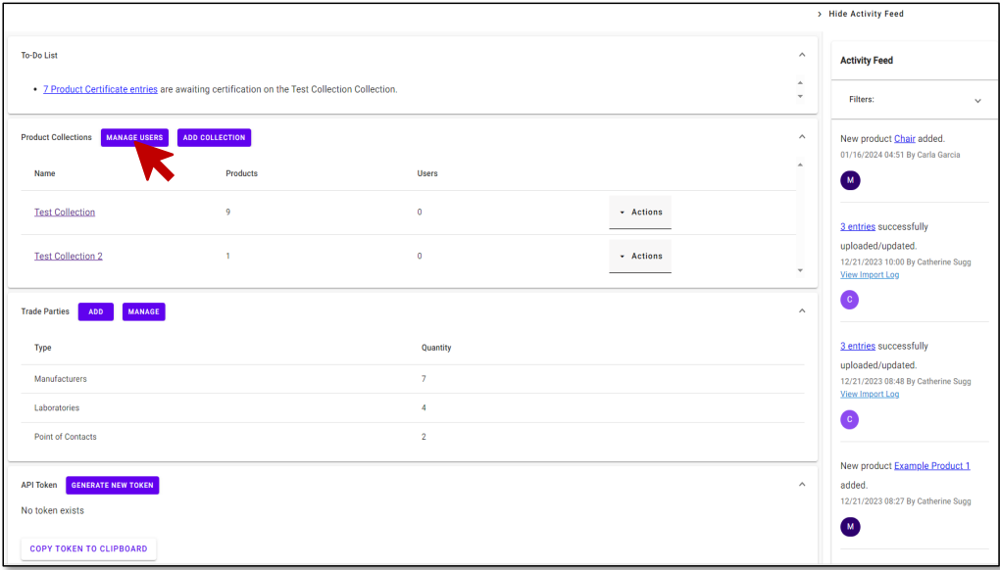 Hide Activity Feed
To-Do List
7 Product Certificate entries are awaiting certification on the Test Collection Collection.
Product Collections MANAGE USERS ADD COLLECTION
Name Products Users
Test Collection 9 0 Actions
Test Collection 2 1 0 Actions
Trade Parties ADD MANAGE
Type Quantity
Manufacturers 7
Laboratories 4
Point of Contacts 2
API Token GENERATE NEW TOKEN
No token exists
COPY TOKEN TO CLIPBOARD
Activity Feed
Filters:
New product Chair added.
01/16/2024 04:51 By Carla Garcia
M
3 entries successfully
uploaded/updated.
12/21/2023 10:00 By Catherine Sugg
View Import Log
C
3 entries successfully
uploaded/updated.
12/21/2023 08:48 By Catherine Sugg
View Import Log
C
New product Example Product 1
added.
12/21/2023 08:27 By Catherine Sugg
M